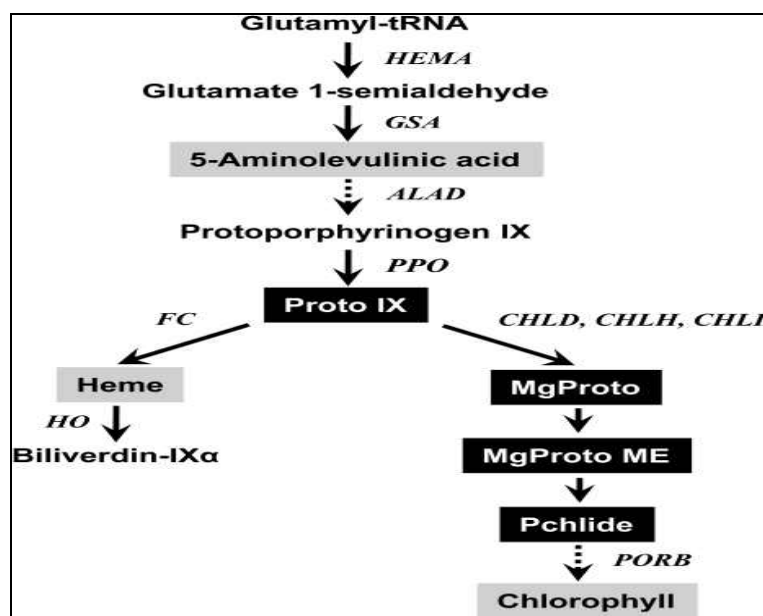 Glutamyl-tRNA
HEMA
Glutamate 1-semialdehyde
GSA
5-Aminolevulinic acid
ALAD
Protoporphyrinogen IX
PPO
Proto IX
FC
CHLD, CHLH, CHLI
Heme
MgProto
HO
Biliverdin-IXα
MgProto ME
Pchlide
PORB
Chlorophyll